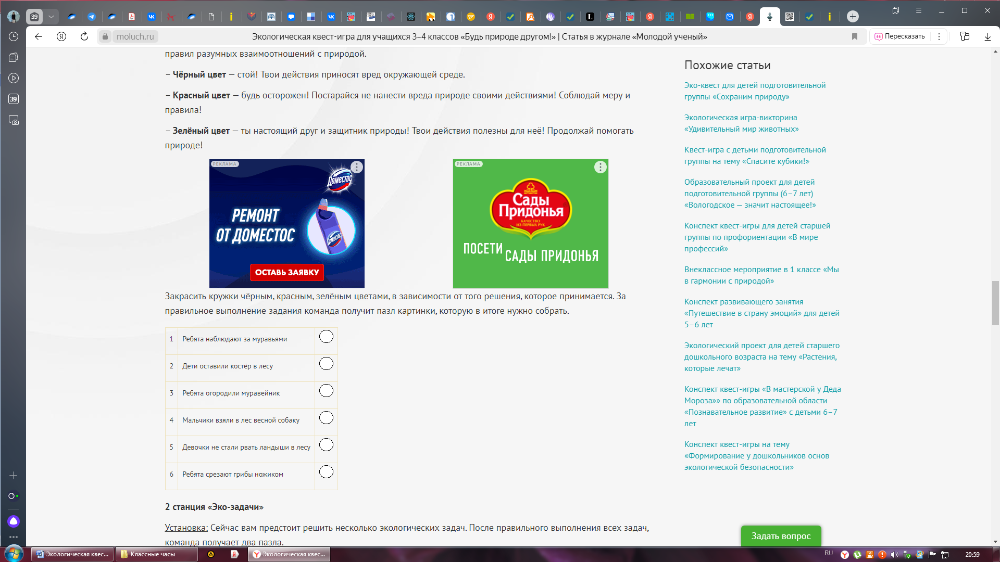 39
moluch.ru
Экологическая квест-игра для учащихся 3–4 классов «Будь природе другом!» | Статья в журнале «Молодой ученый»
Пересказать
39
правил разумных взаимоотношений с природой.
– Чёрный цвет — стой! Твои действия приносят вред окружающей среде.
– Красный цвет — будь осторожен! Постарайся не нанести вреда природе своими действиями! Соблюдай меру и
правила!
– Зелёный цвет — ты настоящий друг и защитник природы! Твои действия полезны для неё! Продолжай помогать
природе!
РЕКЛАМА
ДОМЕСТОС
РЕМОНТ
ОТ ДОМЕСТОС
ДОМЕСТОС
ОСТАВЬ ЗАЯВКУ
РЕКЛАМА
Сады
Придонья
КАЧЕСТВО
ИЗ ПЕРВЫХ РУК
ПОСЕТИ
САДЫ ПРИДОНЬЯ
Закрасить кружки чёрным, красным, зелёным цветами, в зависимости от того решения, которое принимается. За
правильное выполнение задания команда получит пазл картинки, которую в итоге нужно собрать.
1 Ребята наблюдают за муравьями
2 Дети оставили костёр в лесу
3 Ребята огородили муравейник
4 Мальчики взяли в лес весной собаку
5 Девочки не стали рвать ландыши в лесу
6 Ребята срезают грибы ножиком
2 станция «Эко-задачи»
Установка: Сейчас вам предстоит решить несколько экологических задач. После правильного выполнения всех задач,
команда получает два пазла.
Похожие статьи
Эко-квест для детей подготовительной
группы «Сохраним природу»
Экологическая игра-викторина
«Удивительный мир животных»
Квест-игра с детьми подготовительной
группы на тему «Спасите кубики!»
Образовательный проект для детей
подготовительной группы (6–7 лет)
«Вологодское — значит настоящее!»
Конспект квест-игры для детей старшей
группы по профориентации «В мире
профессий»
Внеклассное мероприятие в 1 классе «Мы
в гармонии с природой»
Конспект развивающего занятия
«Путешествие в страну эмоций» для детей
5–6 лет
Экологический проект для детей старшего
дошкольного возраста на тему «Растения,
которые лечат»
Конспект квест-игры «В мастерской у Деда
Мороза»» по образовательной области
«Познавательное развитие» с детьми 6–7
лет
Конспект квест-игры на тему
«Формирование у дошкольников основ
экологической безопасности»
Задать вопрос
Экологическая квес...
Классные часы
Экологическая квес...
RU
20:59